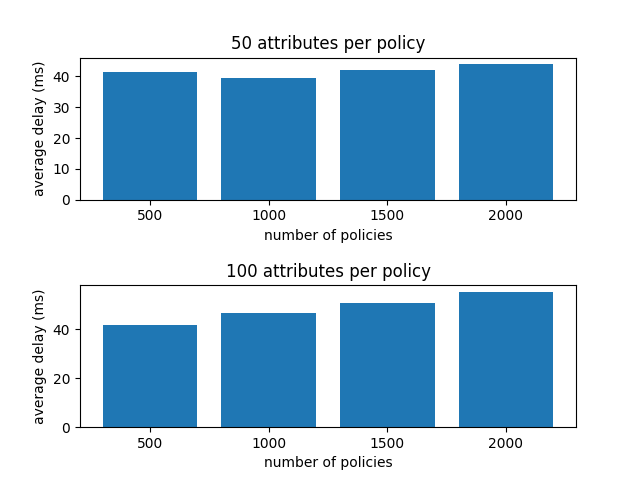 50 attributes per policy
average delay (ms)
40
30
20
10
0
500 1000 1500 2000
number of policies
100 attributes per policy
average delay (ms)
40
20
0
500 1000 1500 2000
number of policies